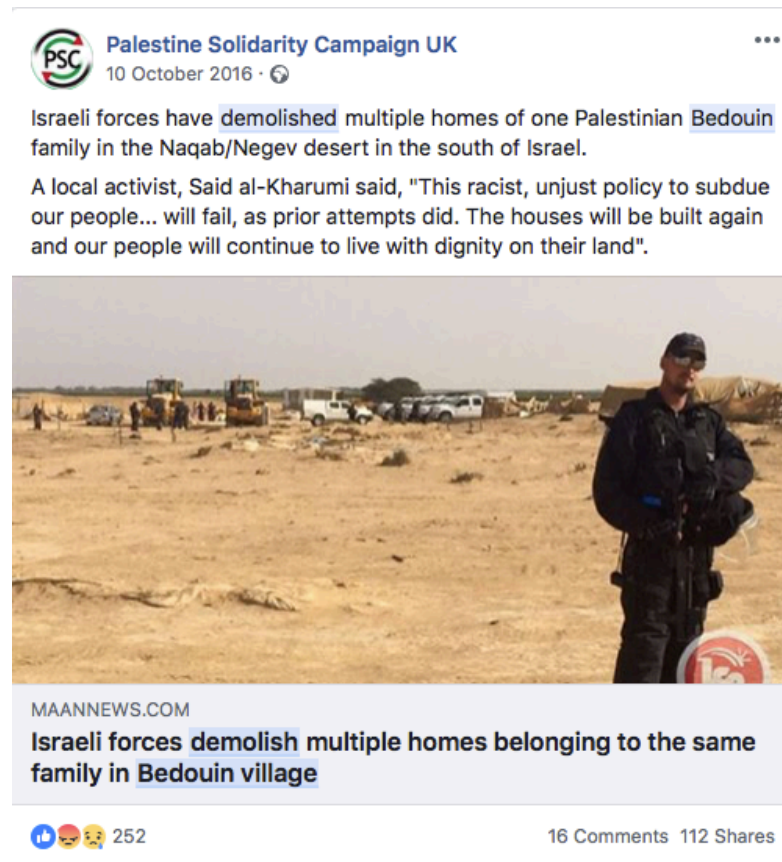 PSC
Palestine Solidarity Campaign UK
10 October 2016 ·
Israeli forces have demolished multiple homes of one Palestinian Bedouin
family in the Naqab/Negev desert in the south of Israel.
A local activist, Said al-Kharumi said, "This racist, unjust policy to subdue
our people... will fail, as prior attempts did. The houses will be built again
and our people will continue to live with dignity on their land".
MAANNEWS.COM
Israeli forces demolish multiple homes belonging to the same
family in Bedouin village
252
16 Comments 112 Shares